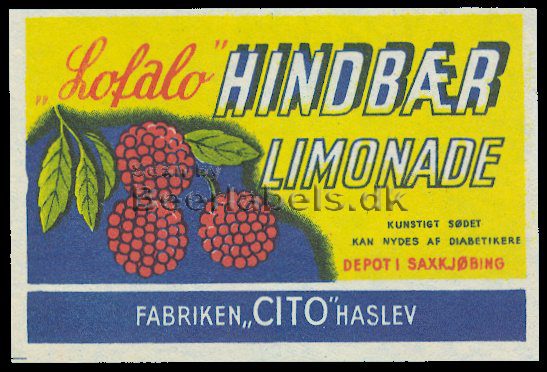 „Lofalo" HINDBÆR
LIMONADE
Beerlabels.dk
KUNSTIGT SØDET
KAN NYDES AF DIABETIKERE
DEPOT I SAXKJØBING
FABRIKEN „CITO" HASLEV